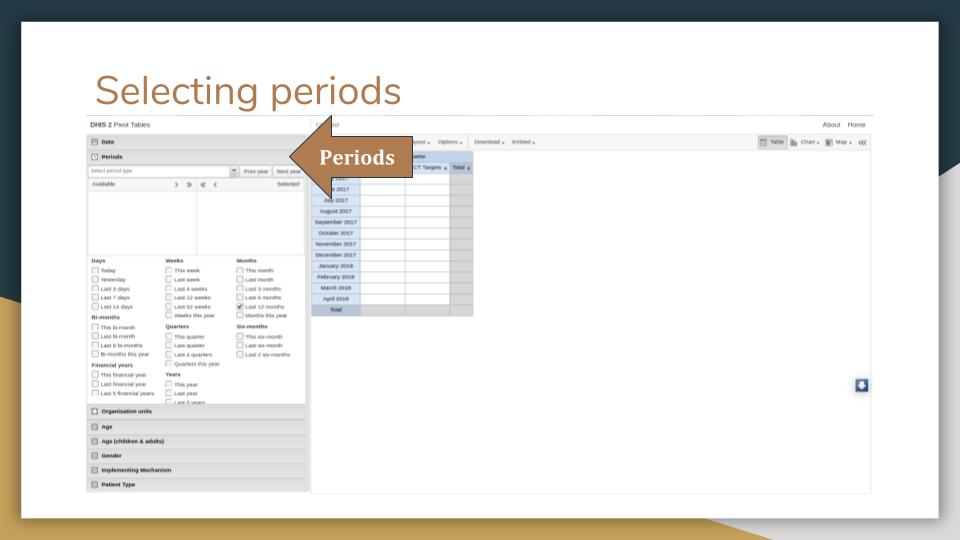 Selecting periods
DHIS 2 Pivot Tables
About Home
Data
Options Download Embed Table Chart Map
Periods
Periods
Select period type Prev year Next year
CT Targets Total
Available Selected
July 2017
August 2017
September 2017
October 2017
November 2017
December 2017
January 2018
February 2018
March 2018
April 2018
Total
Days
Today
Yesterday
Last 3 days
Last 7 days
Last 14 days
Bi-months
This bi-month
Last bi-month
Last 6 bi-months
Bi-months this year
Financial years
This financial year
Last financial year
Last 5 financial years
Weeks
This week
Last week
Last 4 weeks
Last 12 weeks
Last 52 weeks
Weeks this year
Quarters
This quarter
Last quarter
Last 4 quarters
Quarters this year
Years
This year
Last year
Last 5 years
Months
This month
Last month
Last 3 months
Last 6 months
Last 12 months
Months this year
Six-months
This six-month
Last six-month
Last 2 six-months
Organisation units
Age
Age (children & adults)
Gender
Implementing Mechanism
Patient Type